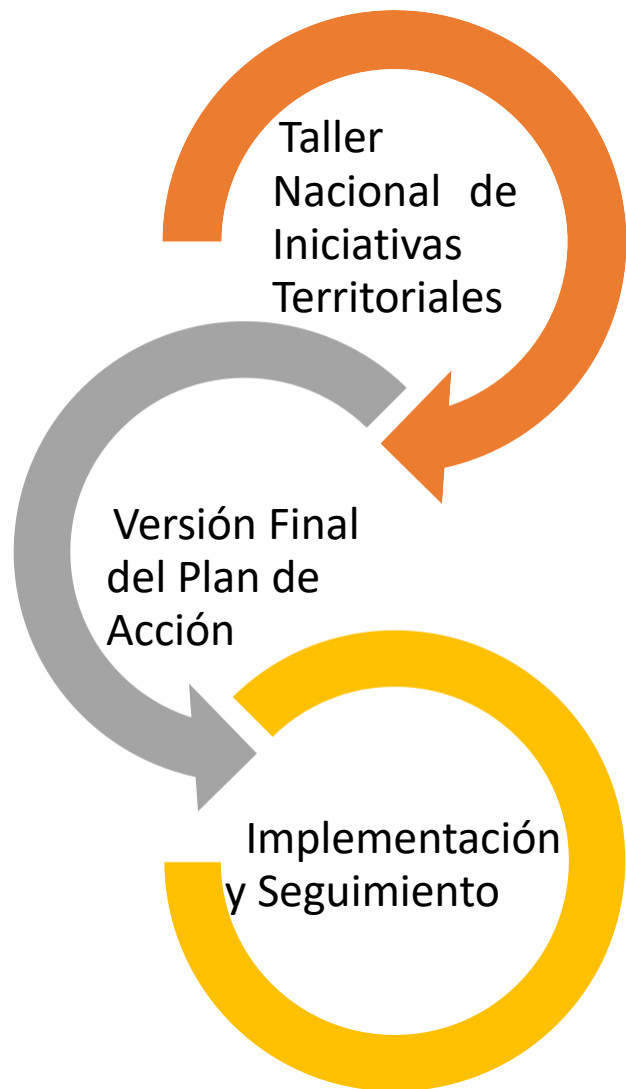 Taller
Nacional de
Iniciativas
Territoriales
Versión Final
del Plan de
Acción
Implementación
y Seguimiento